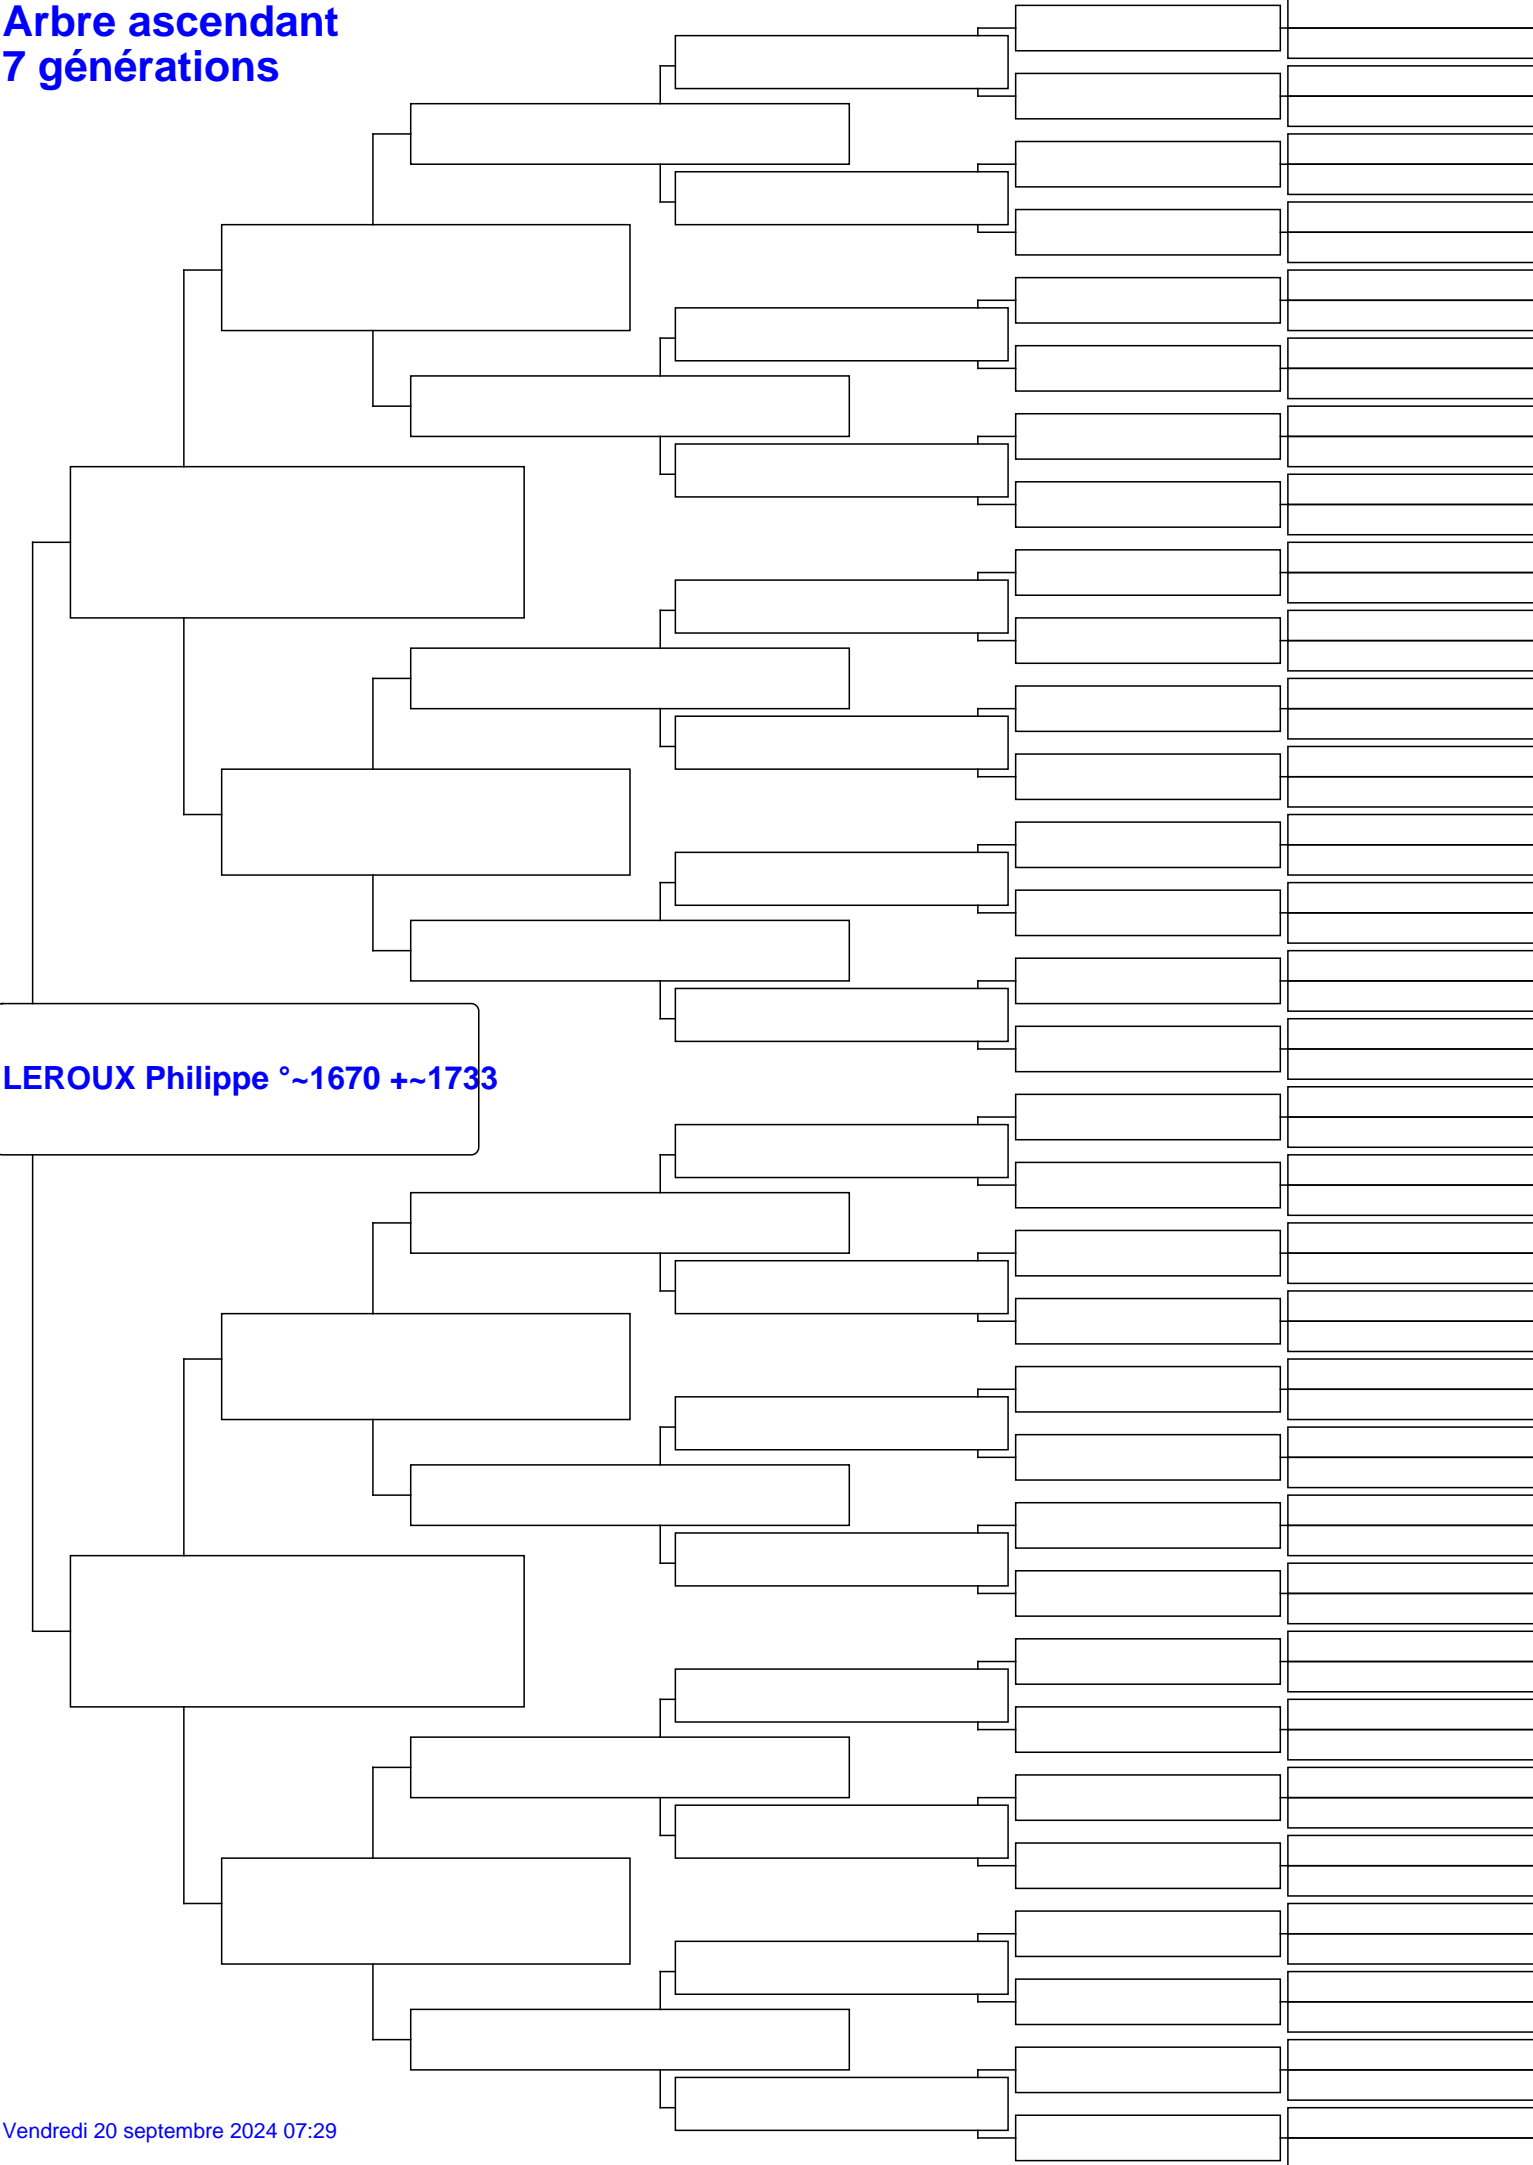 Arbre ascendant
7 générations
LEROUX Philippe °~1670 +~1733
Vendredi 20 septembre 2024 07:29